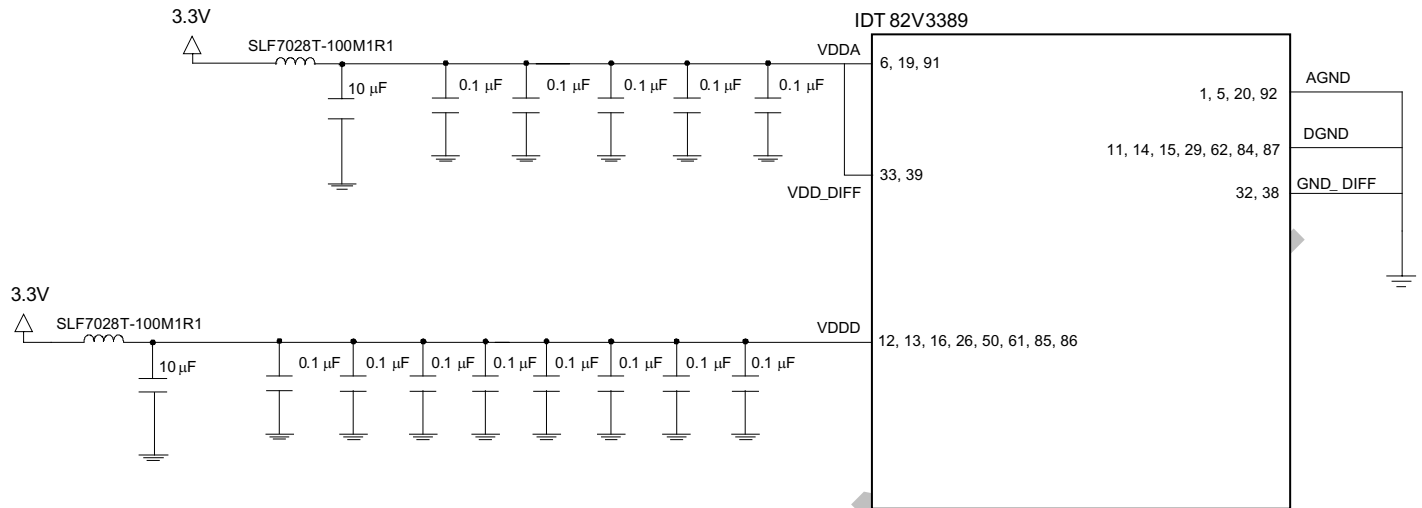 3.3V
IDT 82V3389
SLF7028T-100M1R1
VDDA
6, 19, 91
10 µF
0.1 µF
0.1 µF
0.1 µF
0.1 µF
0.1 µF
AGND
1, 5, 20, 92
DGND
11, 14, 15, 29, 62, 84, 87
33, 39
VDD_DIFF
GND_ DIFF
32, 38
3.3V
SLF7028T-100M1R1
VDDD
12, 13, 16, 26, 50, 61, 85, 86
10 µF
0.1 µF
0.1 µF
0.1 µF
0.1 µF
0.1 µF
0.1 µF
0.1 µF
0.1 µF